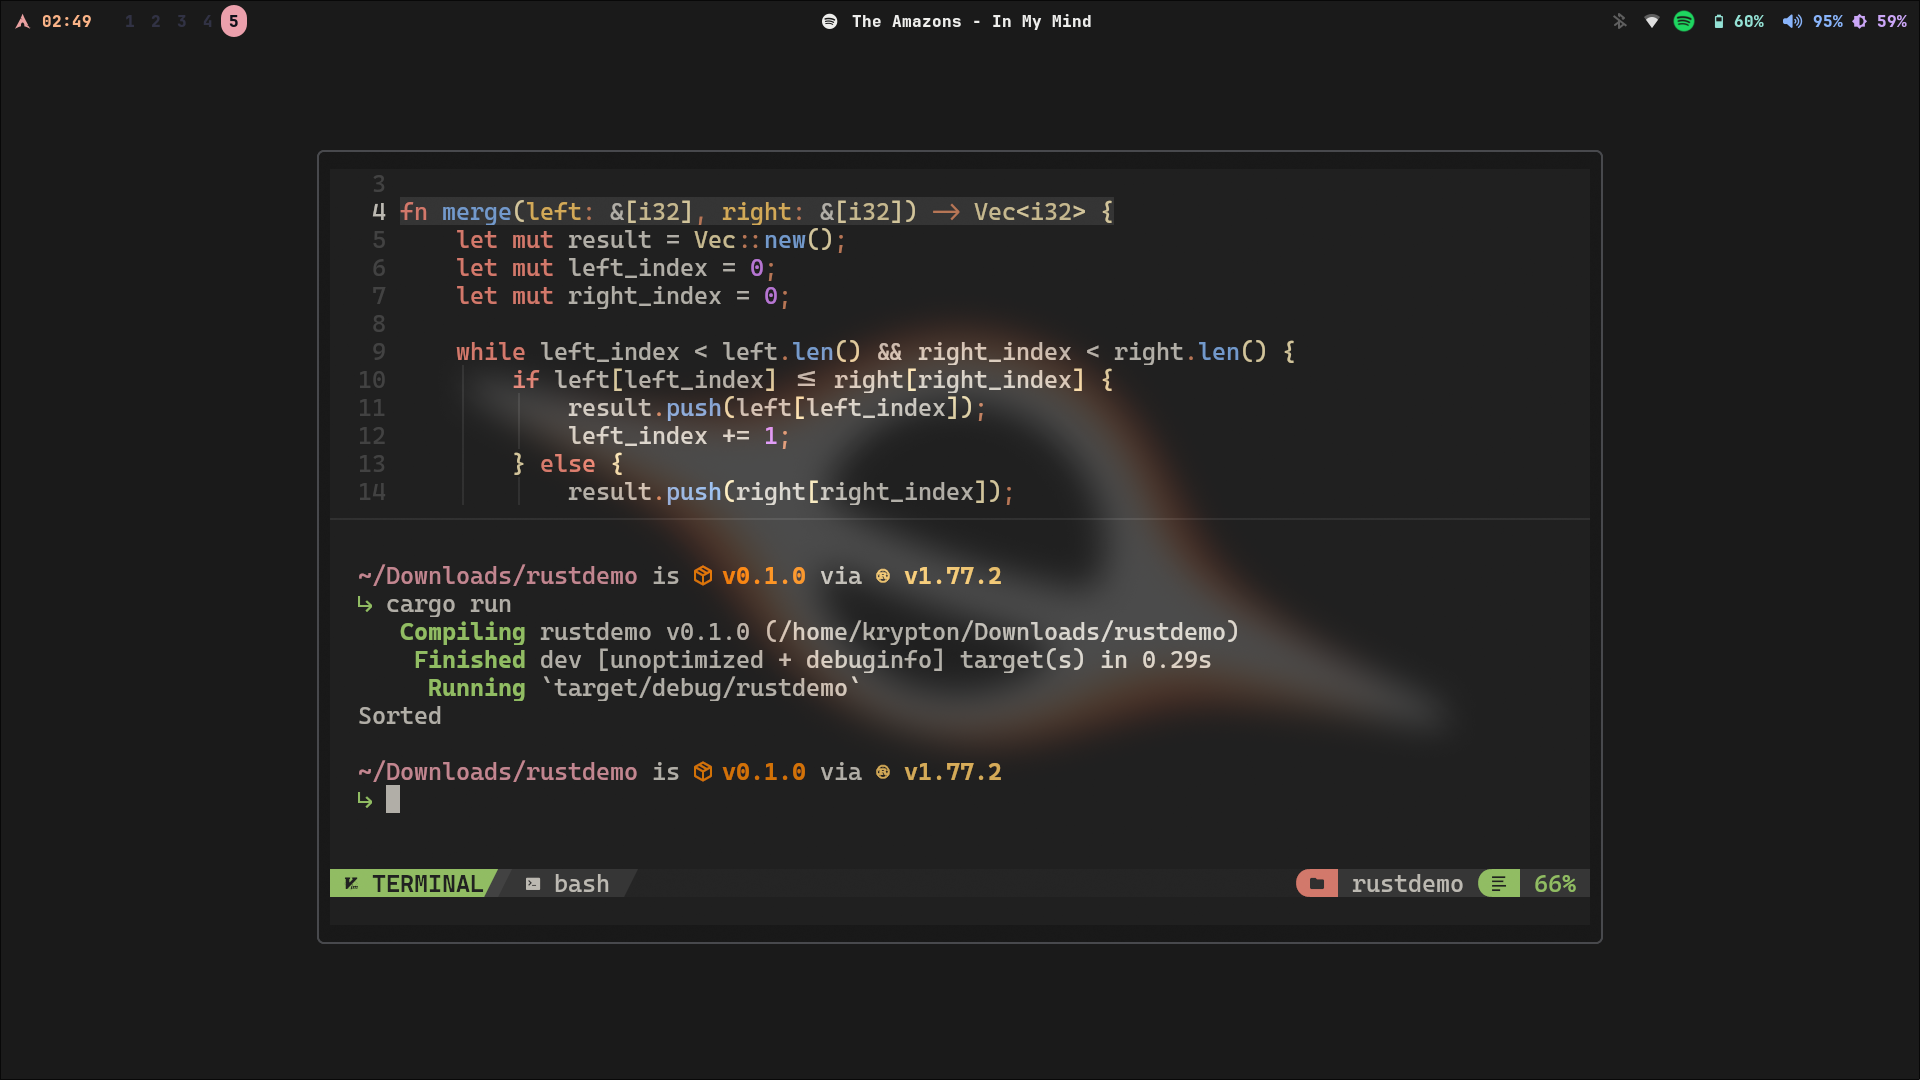 02:49 1 2 3 4 5 The Amazons - In My Mind 60% 95% 59%
3
4 fn merge(left: &[i32], right: &[i32]) -> Vec<i32> {
5     let mut result = Vec::new();
6     let mut left_index = 0;
7     let mut right_index = 0;
8
9     while left_index < left.len() && right_index < right.len() {
10         if left[left_index] <= right[right_index] {
11             result.push(left[left_index]);
12             left_index += 1;
13         } else {
14             result.push(right[right_index]);
~/Downloads/rustdemo is v0.1.0 via v1.77.2
↳ cargo run
   Compiling rustdemo v0.1.0 (/home/krypton/Downloads/rustdemo)
    Finished dev [unoptimized + debuginfo] target(s) in 0.29s
     Running `target/debug/rustdemo`
Sorted
~/Downloads/rustdemo is v0.1.0 via v1.77.2
↳
TERMINAL bash rustdemo 66%